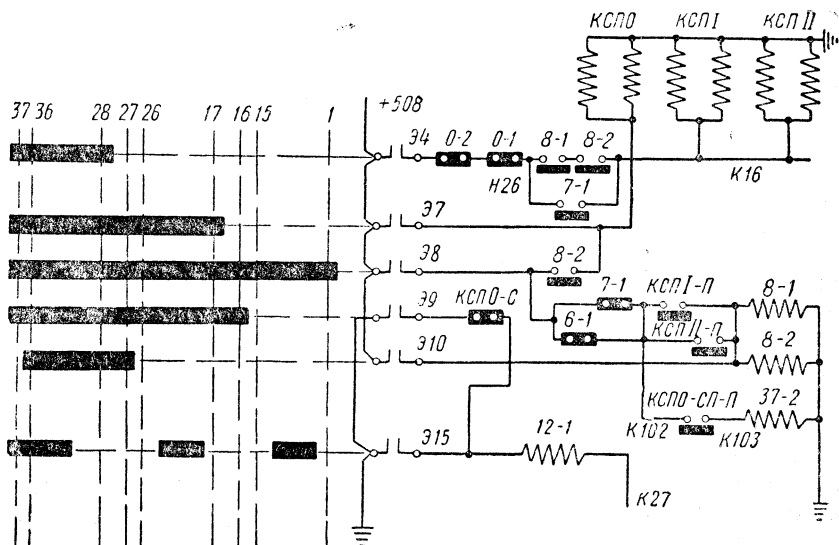 КСПО КСПI КСПII
37 36 28 27 26 17 16 15 1 +508
Э4 0-2 0-1 8-1 8-2
Н26 7-1 К16
Э7
Э8 8-2
7-1 КСПI-П 8-1
Э9 КСПО-С
6-1 КСПII-П
Э10 8-2
КСПО-СП-П 37-2
К102 К103
Э15 12-1
К27